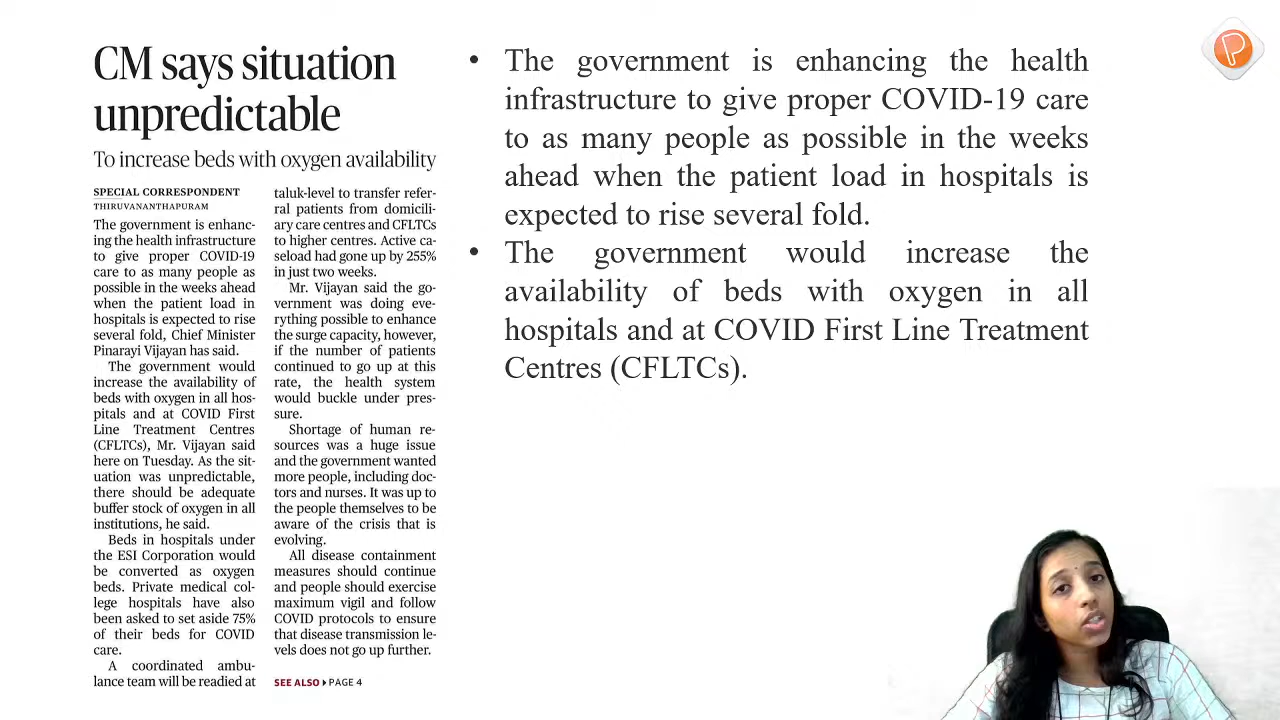 CM says situation
unpredictable
To increase beds with oxygen availability
SPECIAL CORRESPONDENT
THIRUVANANTHAPURAM
The government is enhanc-
ing the health infrastructure
to give proper COVID-19
care to as many people as
possible in the weeks ahead
when the patient load in
hospitals is expected to rise
several fold, Chief Minister
Pinarayi Vijayan has said.
The government would
increase the availability of
beds with oxygen in all hos-
pitals and at COVID First
Line Treatment Centres
(CFLTCs), Mr. Vijayan said
here on Tuesday. As the sit-
uation was unpredictable,
there should be adequate
buffer stock of oxygen in all
institutions, he said.
Beds in hospitals under
the ESI Corporation would
be converted as oxygen
beds. Private medical col-
lege hospitals have also
been asked to set aside 75%
of their beds for COVID
care.
A coordinated ambu-
lance team will be readied at
taluk-level to transfer refer-
ral patients from domicili-
ary care centres and CFLTCs
to higher centres. Active ca-
seload had gone up by 255%
in just two weeks.
Mr. Vijayan said the go-
vernment was doing eve-
rything possible to enhance
the surge capacity, however,
if the number of patients
continued to go up at this
rate, the health system
would buckle under pres-
sure.
Shortage of human re-
sources was a huge issue
and the government wanted
more people, including doc-
tors and nurses. It was up to
the people themselves to be
aware of the crisis that is
evolving.
All disease containment
measures should continue
and people should exercise
maximum vigil and follow
COVID protocols to ensure
that disease transmission le-
vels does not go up further.
SEE ALSO PAGE 4
• The government is enhancing the health
infrastructure to give proper COVID-19 care
to as many people as possible in the weeks
ahead when the patient load in hospitals is
expected to rise several fold.
• The government would increase the
availability of beds with oxygen in all
hospitals and at COVID First Line Treatment
Centres (CFLTCs).
P